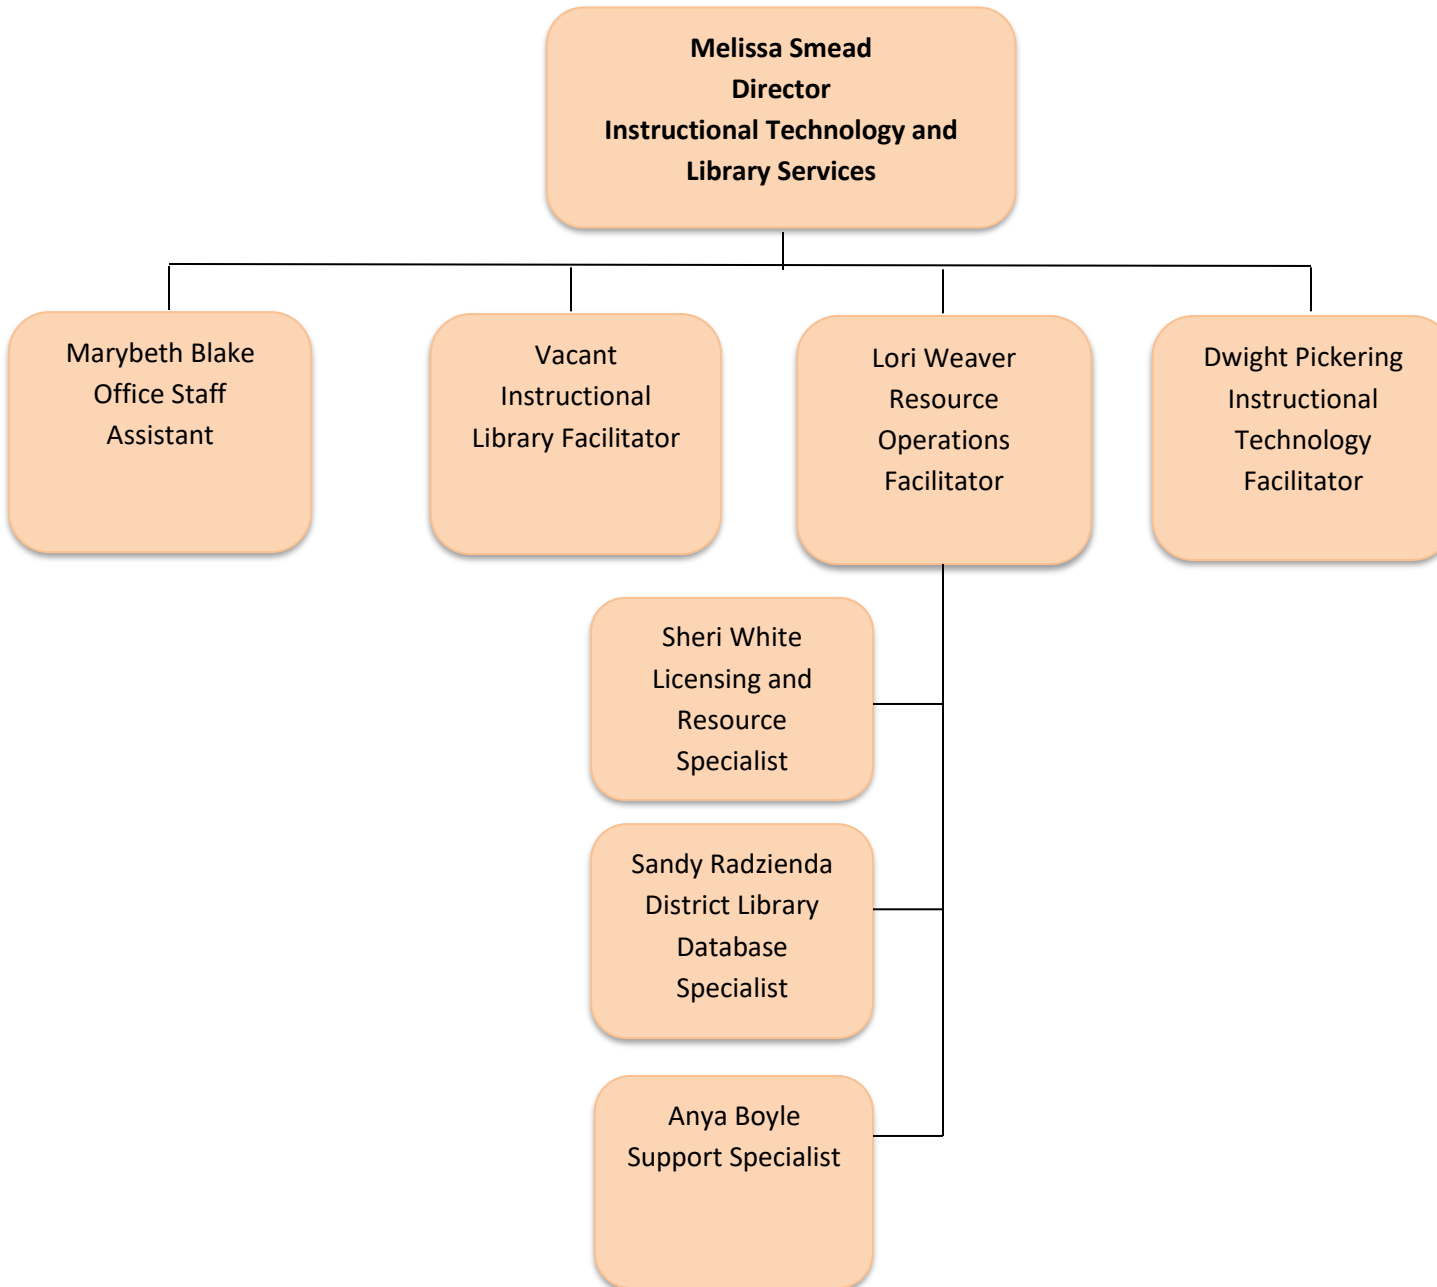 Melissa Smead
Director
Instructional Technology and
Library Services
Marybeth Blake
Office Staff
Assistant
Vacant
Instructional
Library Facilitator
Lori Weaver
Resource
Operations
Facilitator
Dwight Pickering
Instructional
Technology
Facilitator
Sheri White
Licensing and
Resource
Specialist
Sandy Radzienda
District Library
Database
Specialist
Anya Boyle
Support Specialist